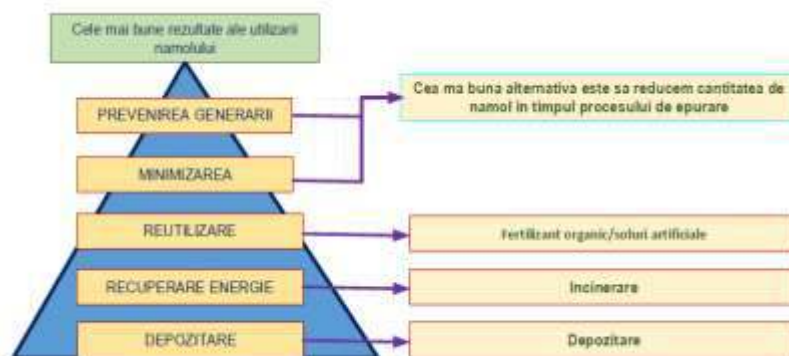 Cele mai bune rezultate ale utilizarii
namolului
Cea ma buna alternativa este sa reducem cantitatea de
namol in timpul procesului de epurare
PREVENIREA GENERARII
MINIMIZAREA
REUTILIZARE
Fertilizant organic/soluri artificiale
RECUPERARE ENERGIE
Incinerare
DEPOZITARE
Depozitare